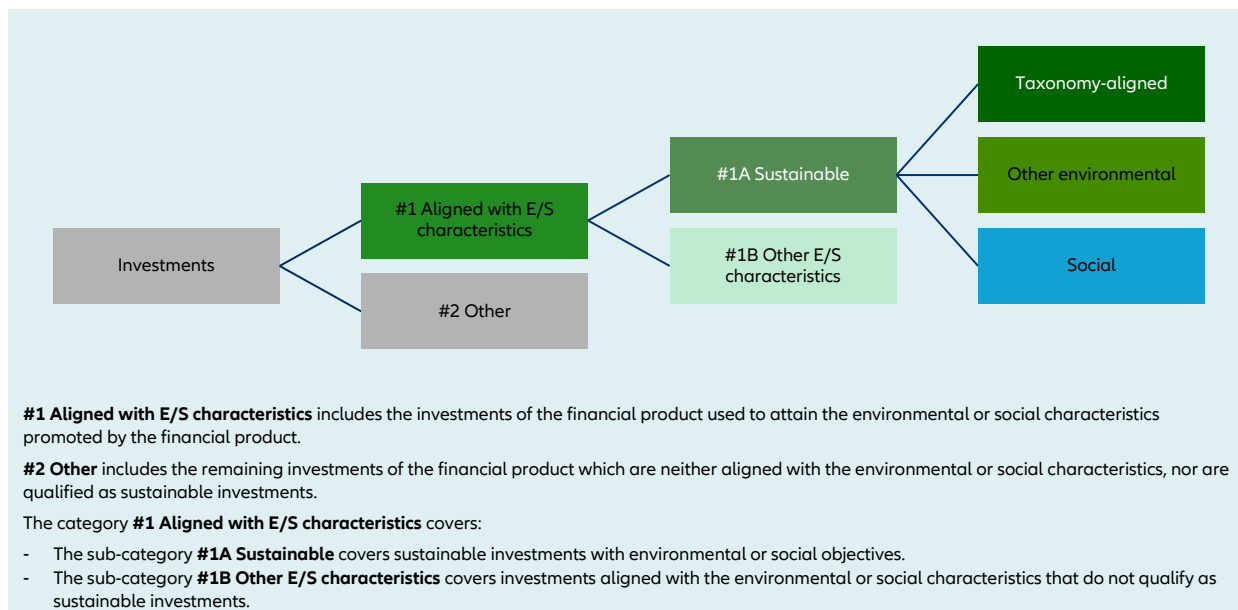 Taxonomy-aligned
#1A Sustainable
Other environmental
#1 Aligned with E/S
characteristics
Investments
#1B Other E/S
characteristics
Social
#2 Other
#1 Aligned with E/S characteristics includes the investments of the financial product used to attain the environmental or social characteristics
promoted by the financial product.
#2 Other includes the remaining investments of the financial product which are neither aligned with the environmental or social characteristics, nor are
qualified as sustainable investments.
The category #1 Aligned with E/S characteristics covers:
- The sub-category #1A Sustainable covers sustainable investments with environmental or social objectives.
- The sub-category #1B Other E/S characteristics covers investments aligned with the environmental or social characteristics that do not qualify as
sustainable investments.